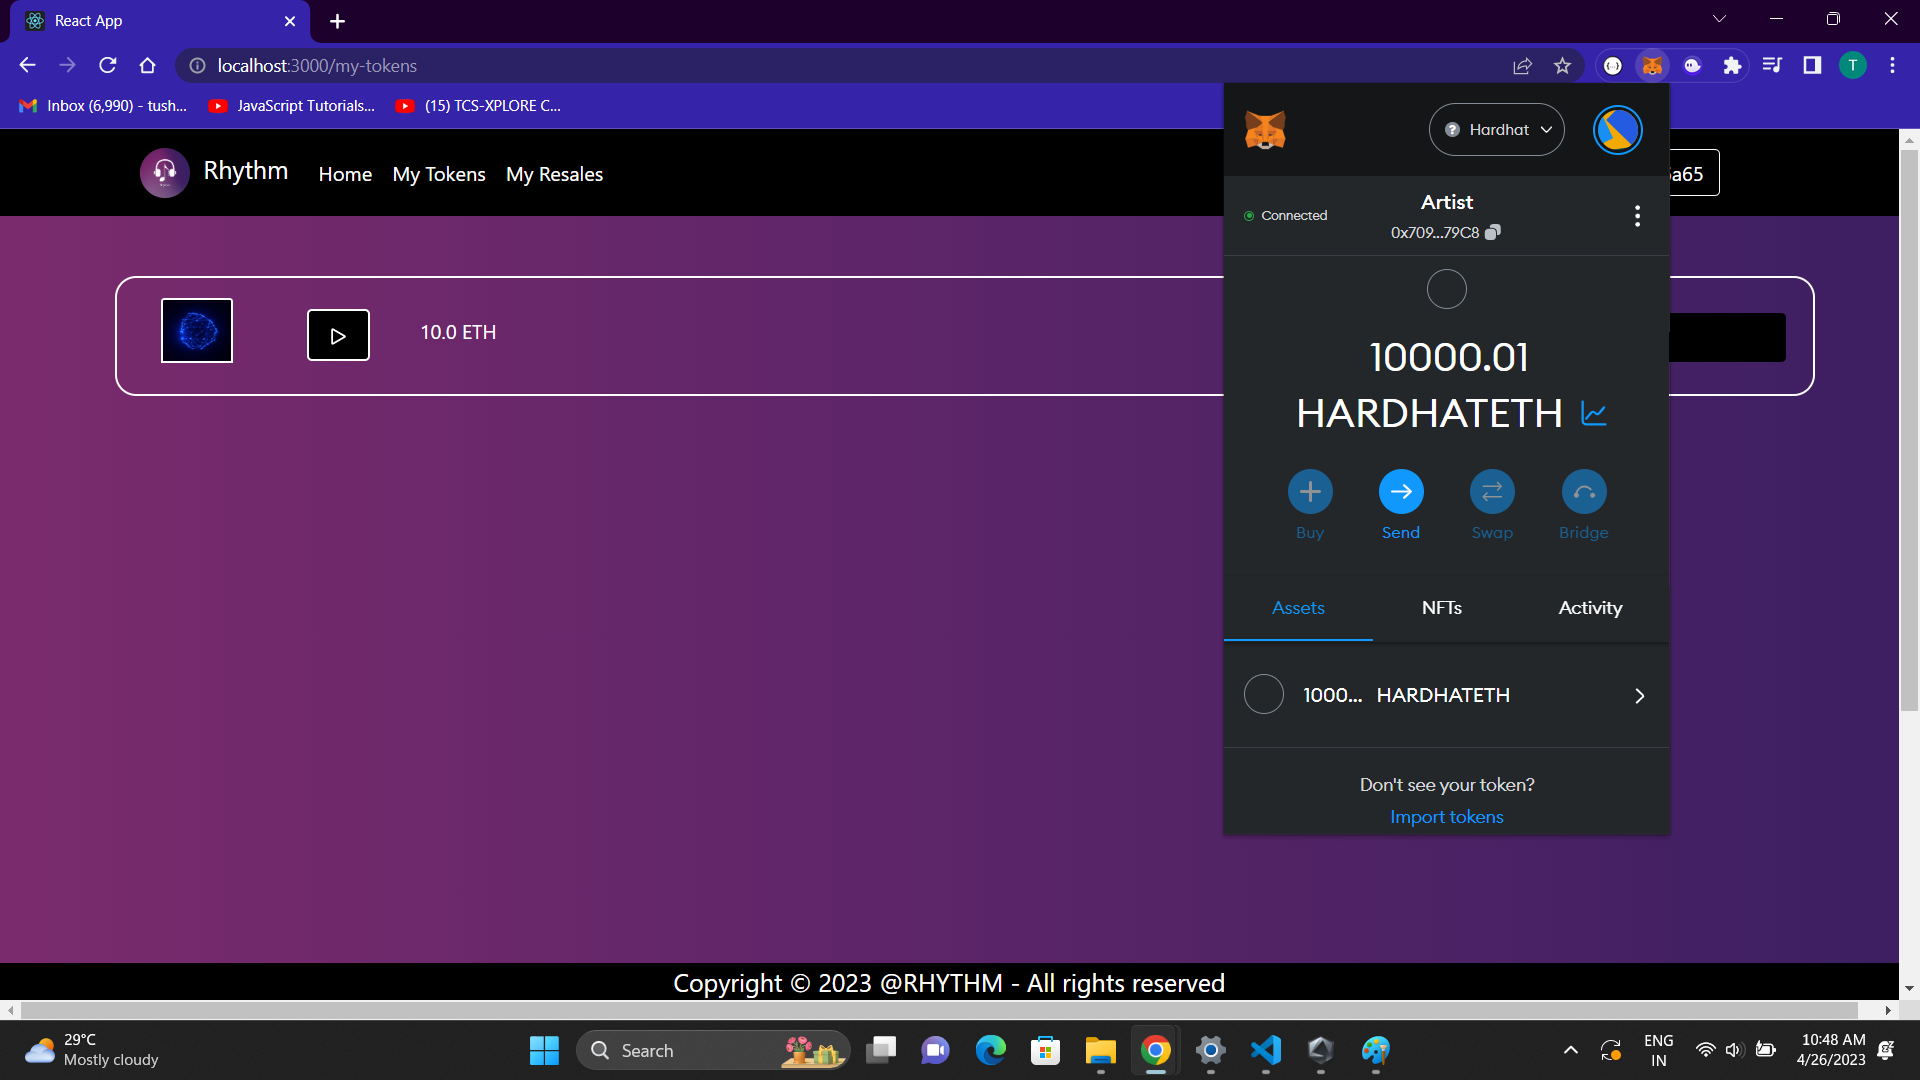 React App
localhost:3000/my-tokens
T
Inbox (6,990) - tush...
JavaScript Tutorials...
(15) TCS-XPLORE C...
Rhythm
Home
My Tokens
My Resales
a65
Hardhat
Connected
Artist
0x709...79C8
10.0 ETH
10000.01
HARDHATETH
Buy
Send
Swap
Bridge
Assets
NFTs
Activity
1000...
HARDHATETH
Don't see your token?
Import tokens
Copyright © 2023 @RHYTHM - All rights reserved
29°C
Mostly cloudy
Search
ENG
IN
10:48 AM
4/26/2023